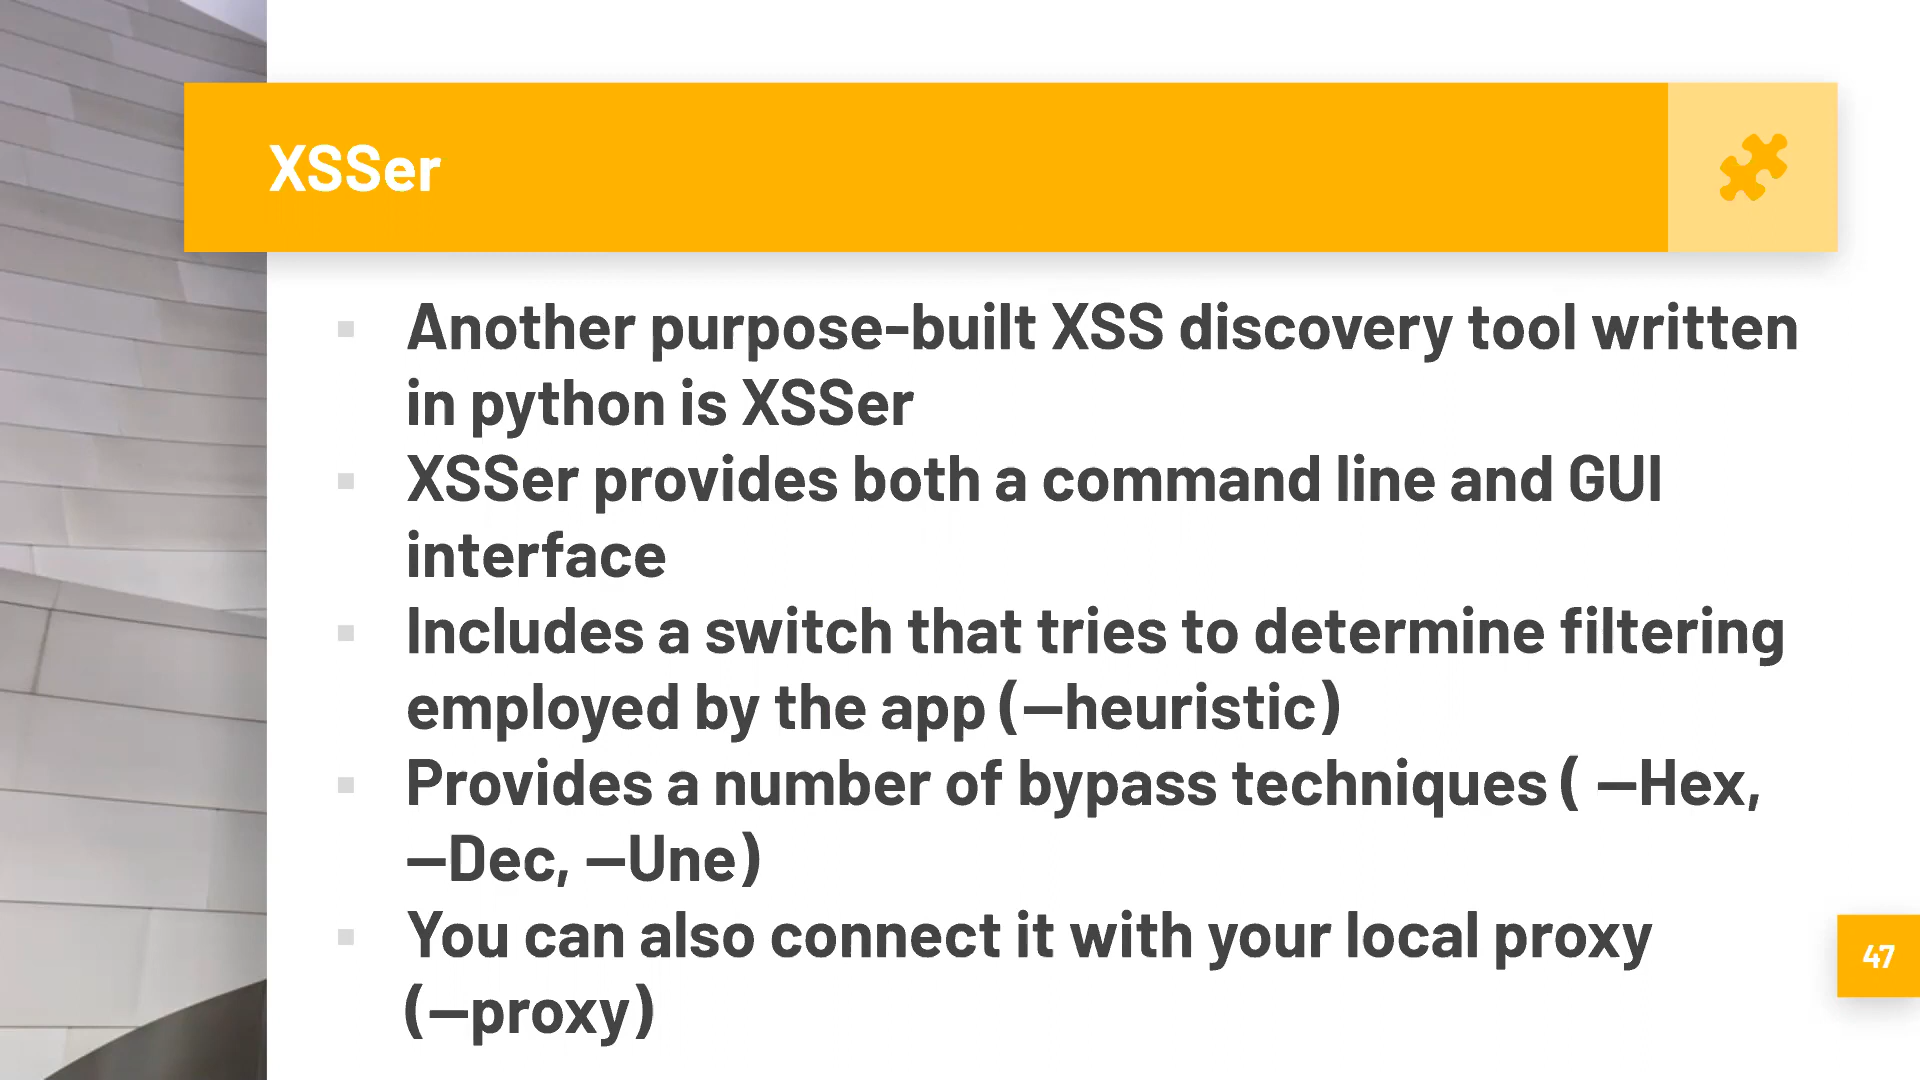 XSSer
Another purpose-built XSS discovery tool written
in python is XSSer
XSSer provides both a command line and GUI
interface
Includes a switch that tries to determine filtering
employed by the app (—heuristic)
Provides a number of bypass techniques ( —Hex,
—Dec, —Une)
You can also connect it with your local proxy
(—proxy)
47